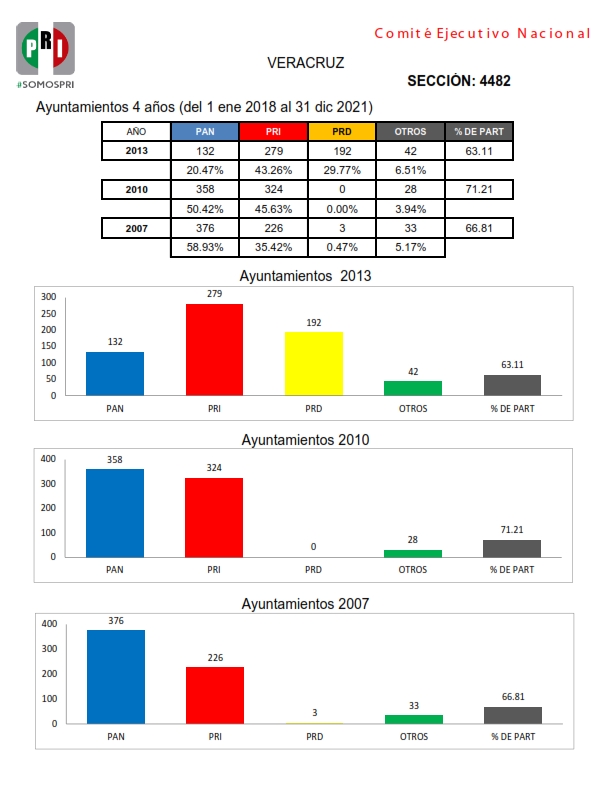 Comité Ejecutivo Nacional
PRI
#SOMOSPRI
VERACRUZ
SECCIÓN: 4482
Ayuntamientos 4 años (del 1 ene 2018 al 31 dic 2021)
AÑO PAN PRI PRD OTROS % DE PART
2013 132 279 192 42 63.11
20.47% 43.26% 29.77% 6.51%
2010 358 324 0 28 71.21
50.42% 45.63% 0.00% 3.94%
2007 376 226 3 33 66.81
58.93% 35.42% 0.47% 5.17%
Ayuntamientos 2013
300
250
200
150
100
50
0
132 279 192 42 63.11
PAN PRI PRD OTROS % DE PART
Ayuntamientos 2010
400
300
200
100
0
358 324 0 28 71.21
PAN PRI PRD OTROS % DE PART
Ayuntamientos 2007
400
300
200
100
0
376 226 3 33 66.81
PAN PRI PRD OTROS % DE PART